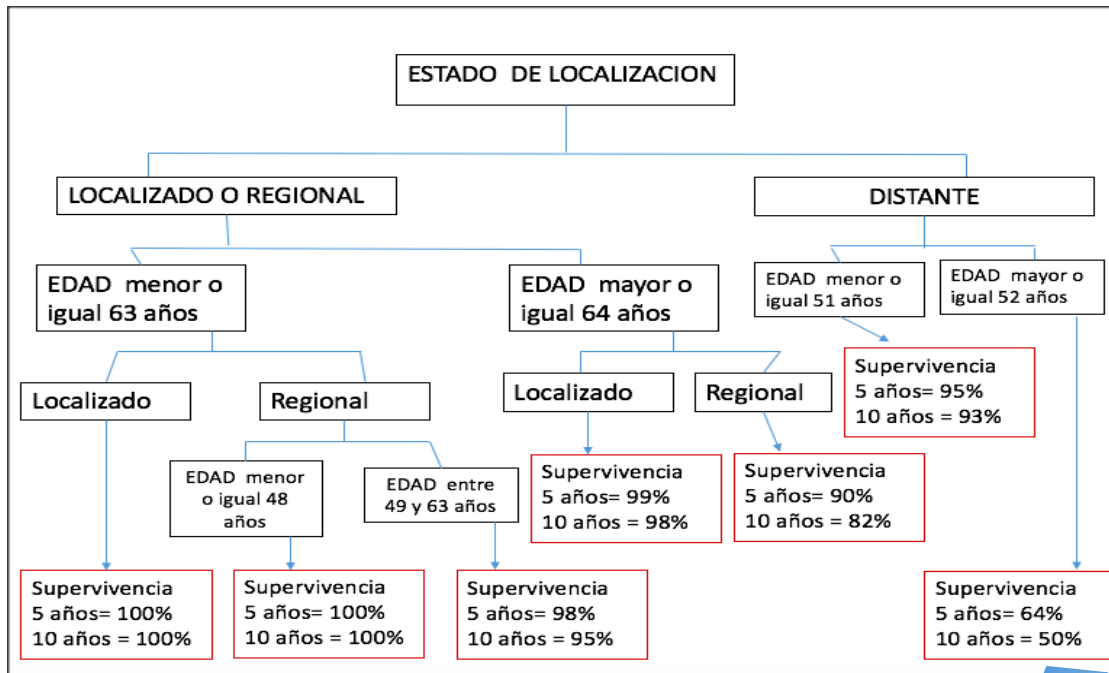 ESTADO DE LOCALIZACION
LOCALIZADO O REGIONAL
DISTANTE
EDAD menor o
igual 63 años
EDAD mayor o
igual 64 años
EDAD menor o
igual 51 años
EDAD mayor o
igual 52 años
Localizado
Regional
Localizado
Regional
Supervivencia
5 años= 95%
10 años = 93%
EDAD menor
o igual 48
años
EDAD entre
49 y 63 años
Supervivencia
5 años= 99%
10 años = 98%
Supervivencia
5 años= 90%
10 años = 82%
Supervivencia
5 años= 100%
10 años = 100%
Supervivencia
5 años= 100%
10 años = 100%
Supervivencia
5 años= 98%
10 años = 95%
Supervivencia
5 años= 64%
10 años = 50%